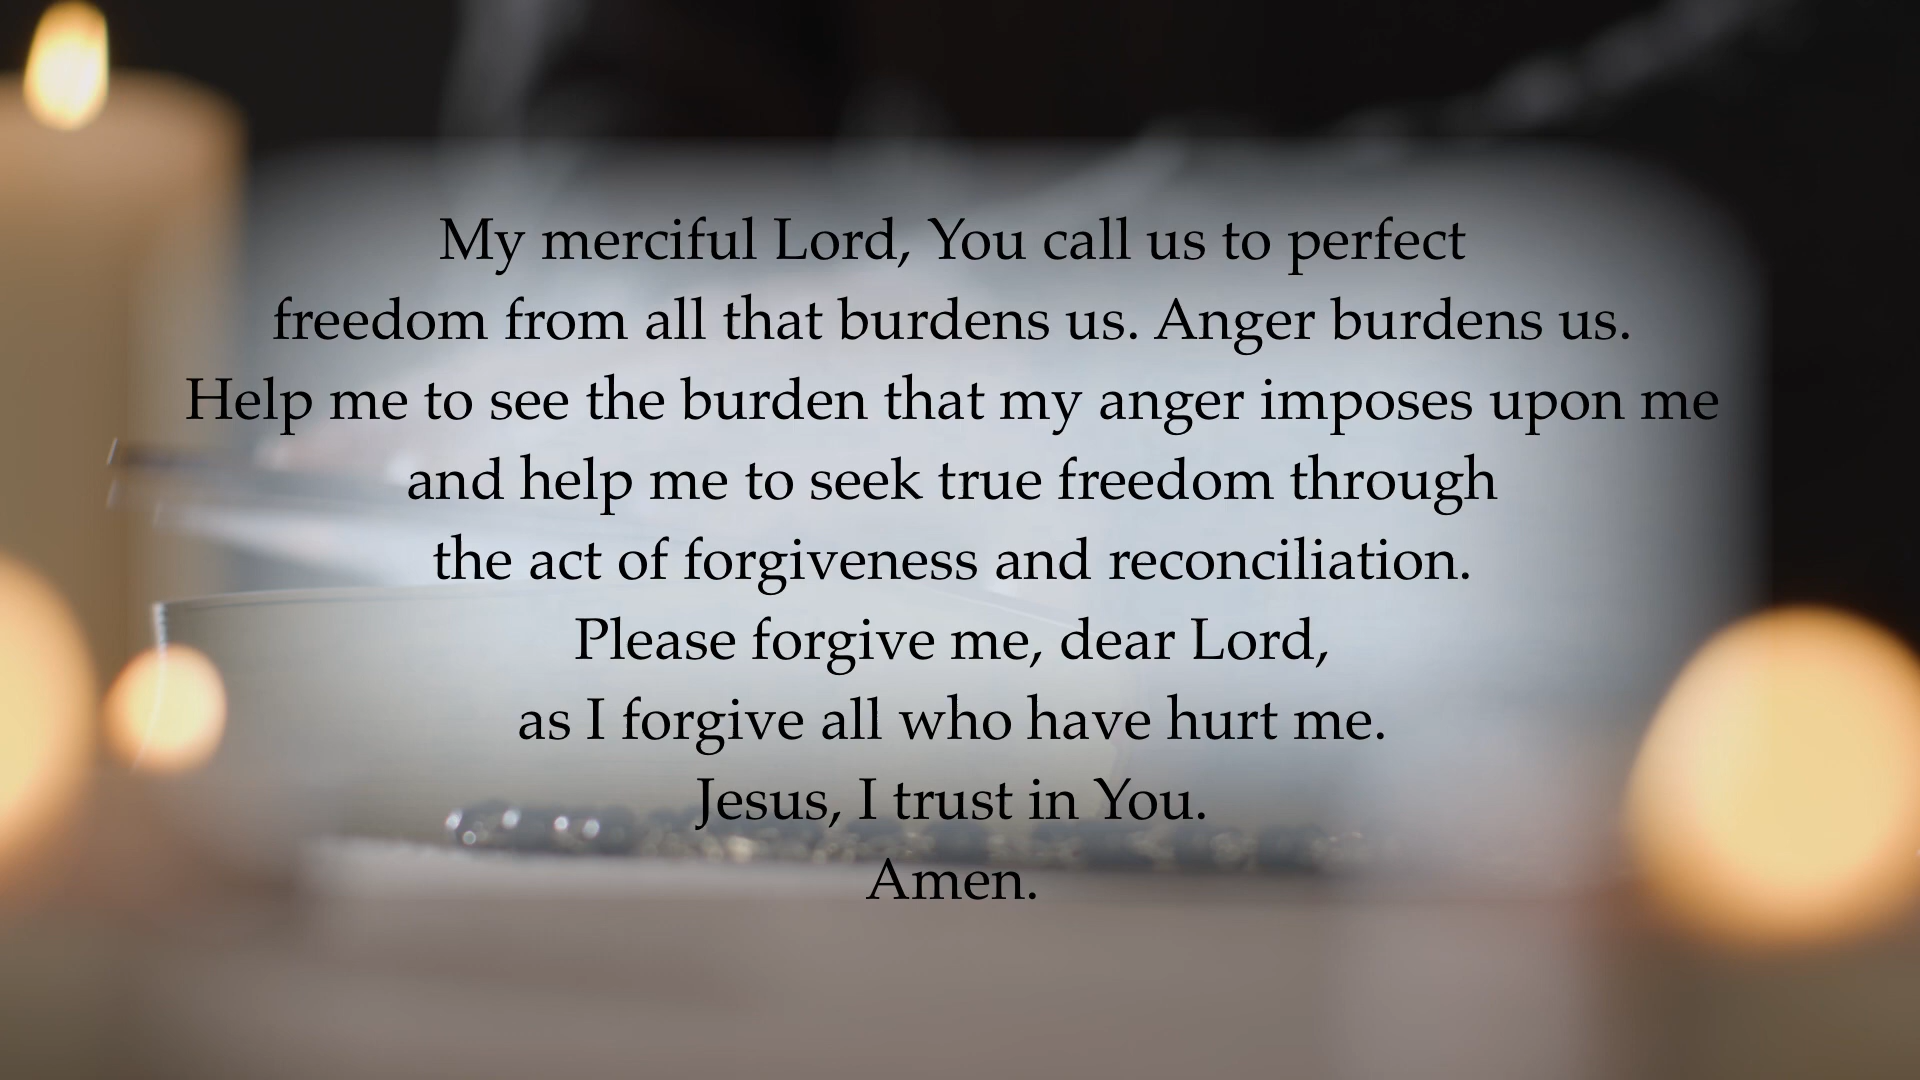 My merciful Lord, You call us to perfect
freedom from all that burdens us. Anger burdens us.
Help me to see the burden that my anger imposes upon me
and help me to seek true freedom through
the act of forgiveness and reconciliation.
Please forgive me, dear Lord,
as I forgive all who have hurt me.
Jesus, I trust in You.
Amen.